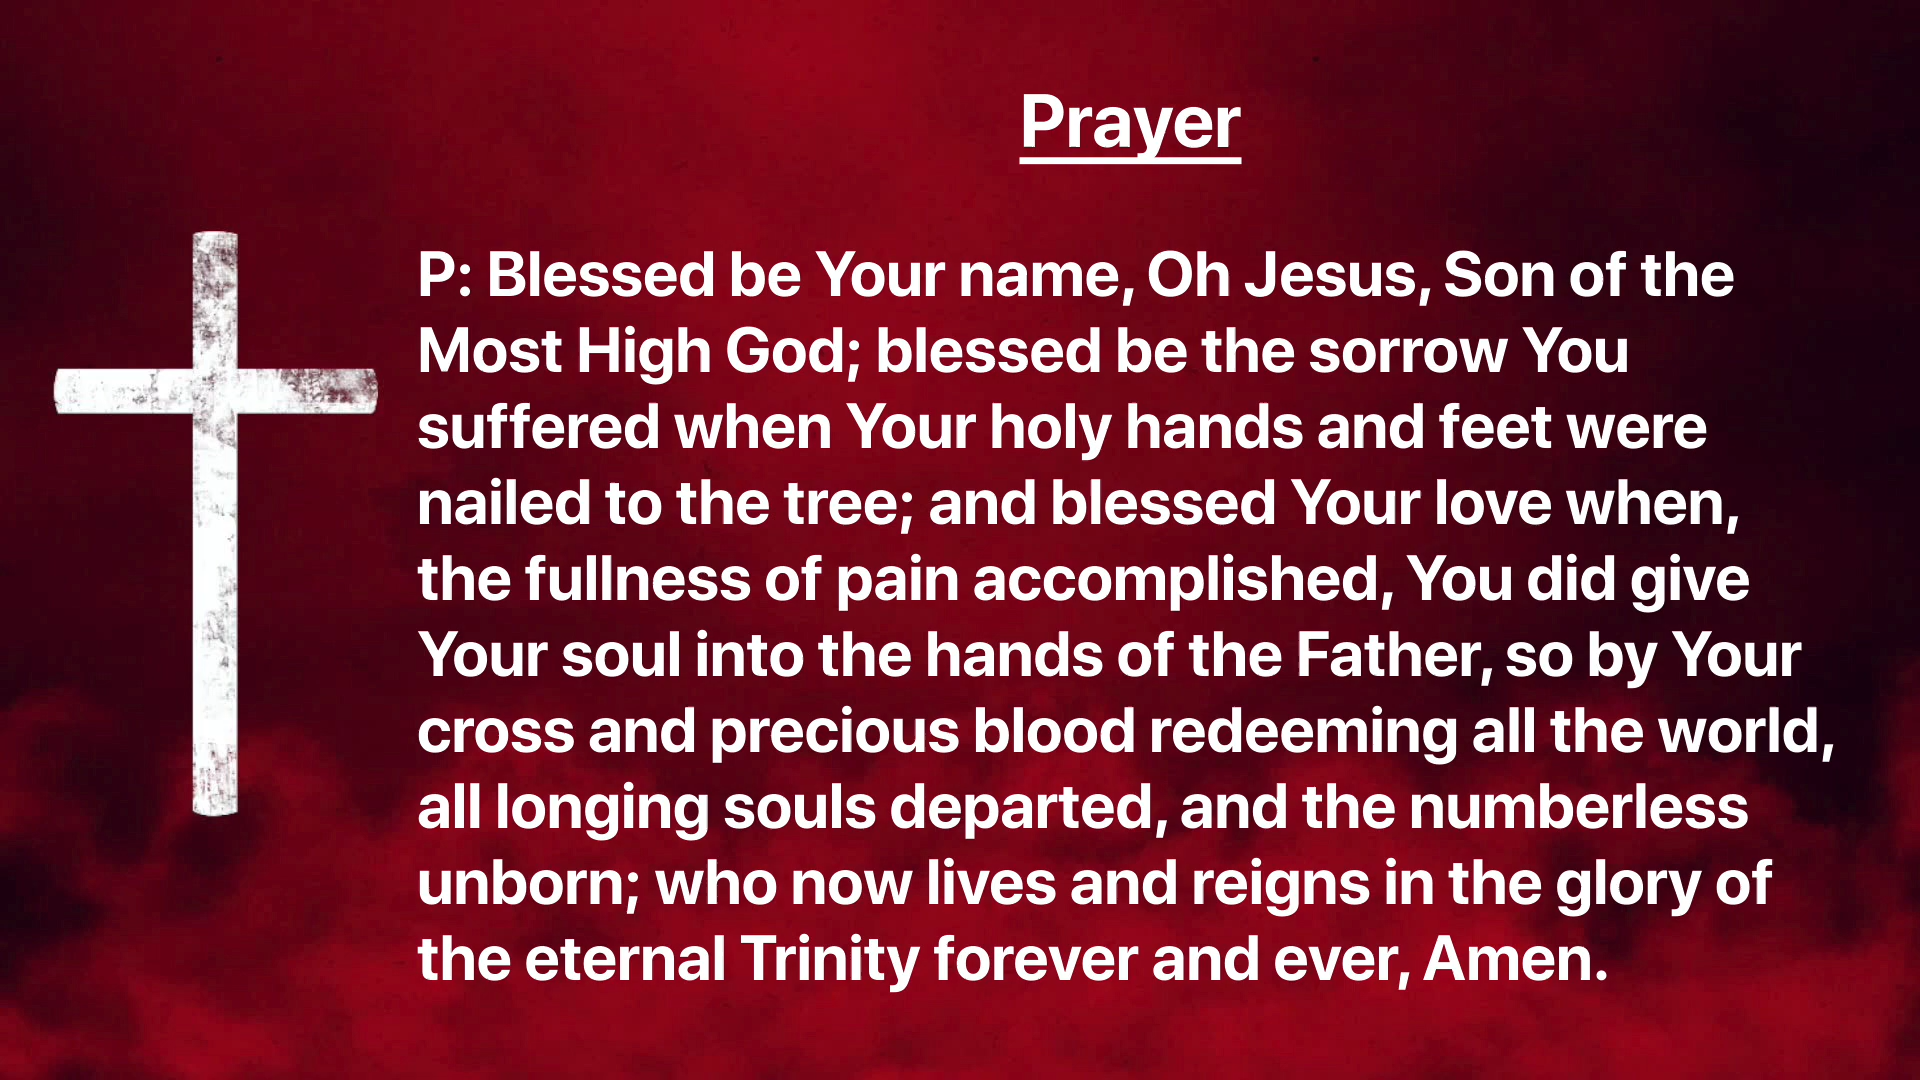 Prayer
P: Blessed be Your name, Oh Jesus, Son of the
Most High God; blessed be the sorrow You
suffered when Your holy hands and feet were
nailed to the tree; and blessed Your love when,
the fullness of pain accomplished, You did give
Your soul into the hands of the Father, so by Your
cross and precious blood redeeming all the world,
all longing souls departed, and the numberless
unborn; who now lives and reigns in the glory of
the eternal Trinity forever and ever, Amen.